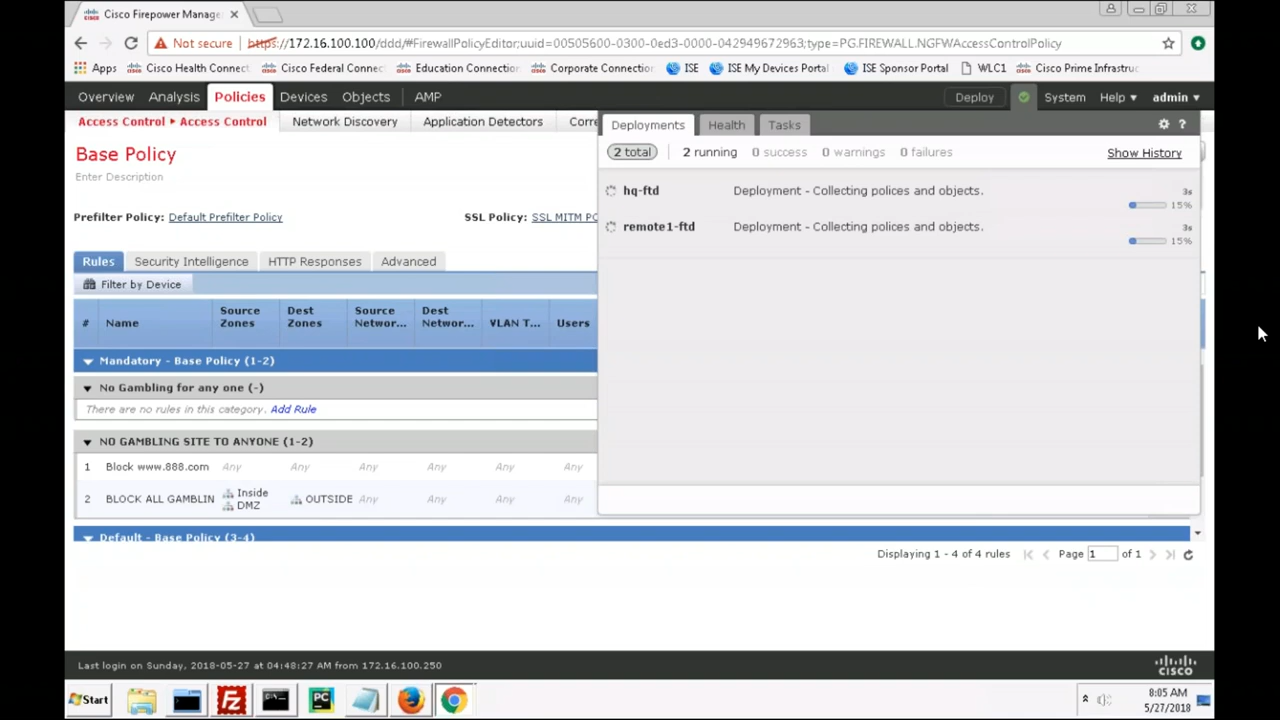 Cisco Firepower Manage
Not secure https://172.16.100.100/ddd/#FirewallPolicyEditor;uuid=00505600-0300-0ed3-0000-042949672963;type=PG.FIREWALL.NGFWAccessControlPolicy
Apps Cisco Health Connect Cisco Federal Connec Education Connection Corporate Connection ISE ISE My Devices Portal ISE Sponsor Portal WLC1 Cisco Prime Infrastruc
Overview Analysis Policies Devices Objects AMP Deploy System Help admin
Access Control Access Control Network Discovery Application Detectors Corre
Deployments Health Tasks ?
Base Policy
2 total 2 running 0 success 0 warnings 0 failures Show History
Enter Description
hq-ftd Deployment - Collecting polices and objects. 3s
15%
Prefilter Policy: Default Prefilter Policy SSL Policy: SSL MITM PO
remote1-ftd Deployment - Collecting polices and objects. 3s
15%
Rules Security Intelligence HTTP Responses Advanced
Filter by Device
# Name Source Zones Dest Zones Source Networ... Dest Networ... VLAN T... Users
Mandatory - Base Policy (1-2)
No Gambling for any one (-)
There are no rules in this category. Add Rule
NO GAMBLING SITE TO ANYONE (1-2)
1 Block www.888.com Any Any Any Any Any Any
2 BLOCK ALL GAMBLIN Inside DMZ OUTSIDE Any Any Any Any
Default - Base Policy (3-4)
Displaying 1 - 4 of 4 rules Page 1 of 1
Last login on Sunday, 2018-05-27 at 04:48:27 AM from 172.16.100.250
cisco
Start PC 8:05 AM
5/27/2018